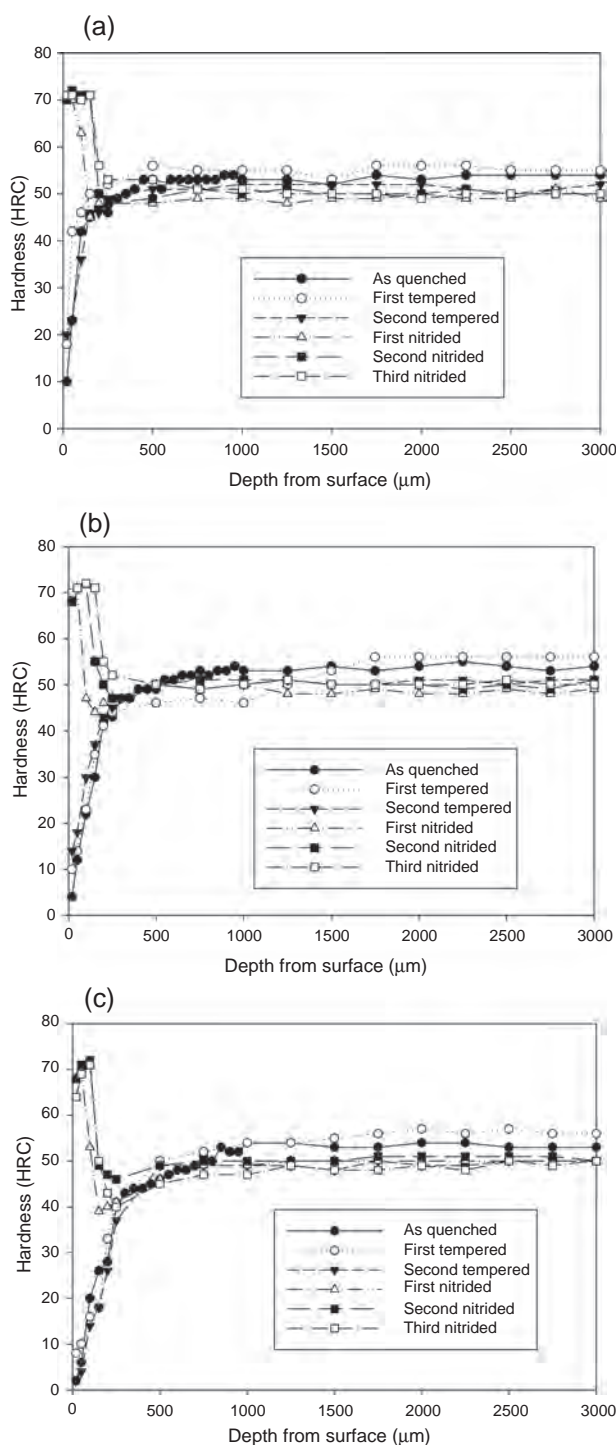 (a)
80
70
60
50
40
30
20
10
0
Hardness (HRC)
As quenched
First tempered
Second tempered
First nitrided
Second nitrided
Third nitrided
0 500 1000 1500 2000 2500 3000
Depth from surface (μm)
(b)
80
70
60
50
40
30
20
10
0
Hardness (HRC)
As quenched
First tempered
Second tempered
First nitrided
Second nitrided
Third nitrided
0 500 1000 1500 2000 2500 3000
Depth from surface (μm)
(c)
80
70
60
50
40
30
20
10
0
Hardness (HRC)
As quenched
First tempered
Second tempered
First nitrided
Second nitrided
Third nitrided
0 500 1000 1500 2000 2500 3000
Depth from surface (μm)